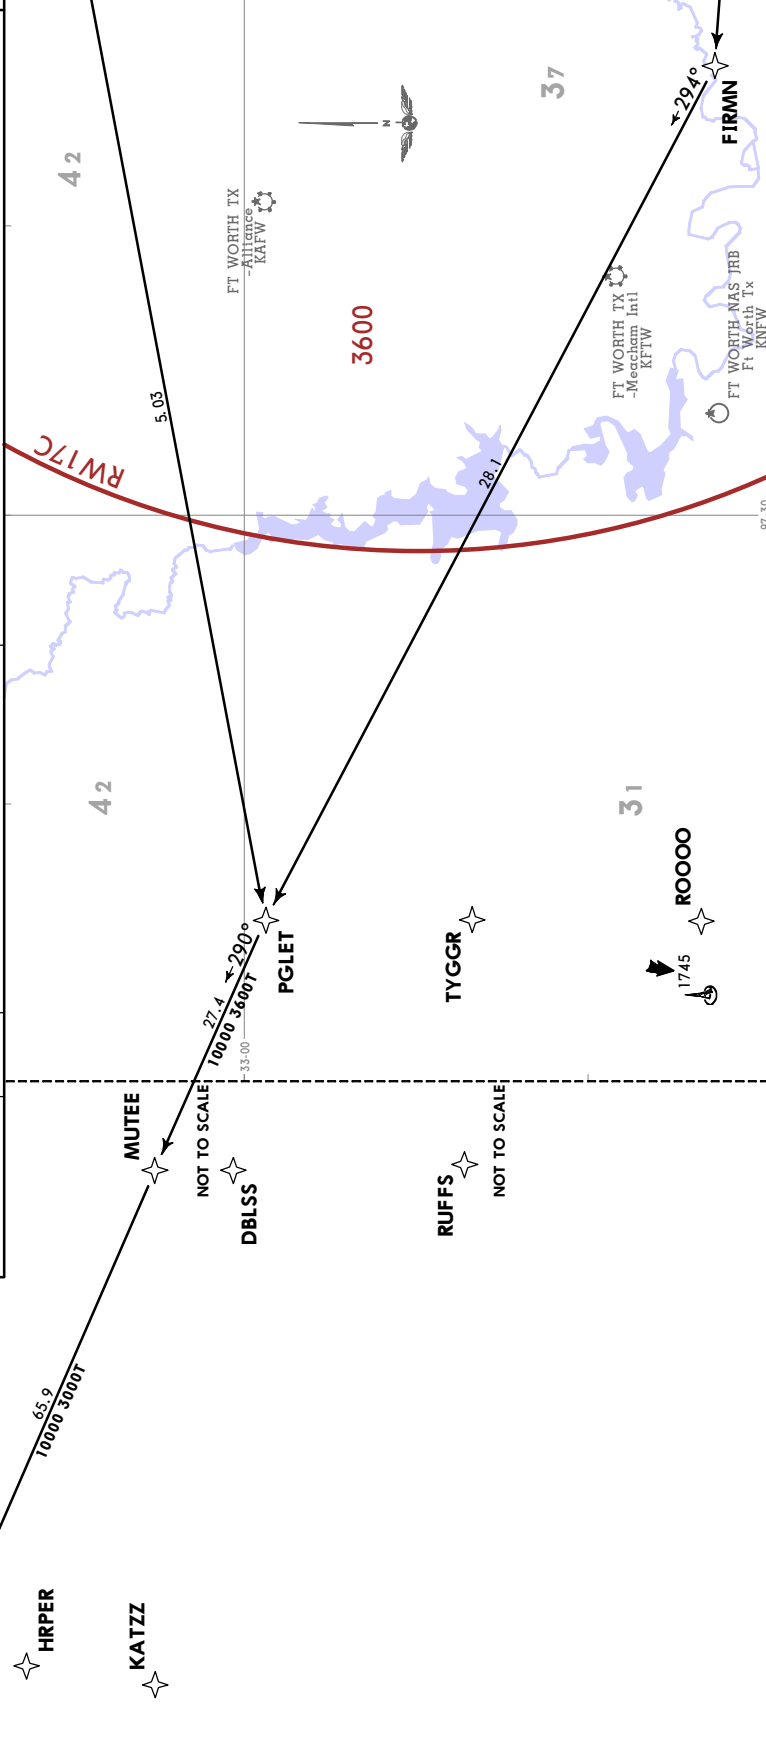 42
37
294°
FIRMN
N
FT WORTH TX
-Alliance
KAFW
3600
FT WORTH TX
-Meacham Intl
KFTW
FT WORTH NAS JRB
Ft Worth Tx
KNFW
5.03
RW17C
28.1
97-30
42
31
ROOOO
1745
290°
PGLET
TYGGR
27.4
10000 3600T
33-00
MUTEE
NOT TO SCALE
DBLSS
RUFFS
NOT TO SCALE
65.9
10000 3000T
HRPER
KATZZ